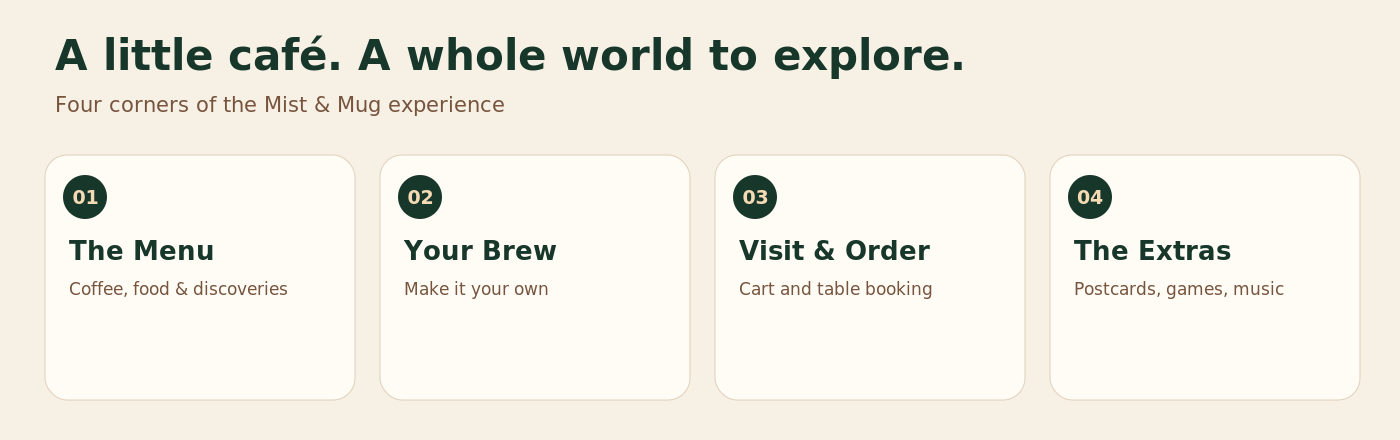 A little café. A whole world to explore.
Four corners of the Mist & Mug experience
01
The Menu
Coffee, food & discoveries
02
Your Brew
Make it your own
03
Visit & Order
Cart and table booking
04
The Extras
Postcards, games, music